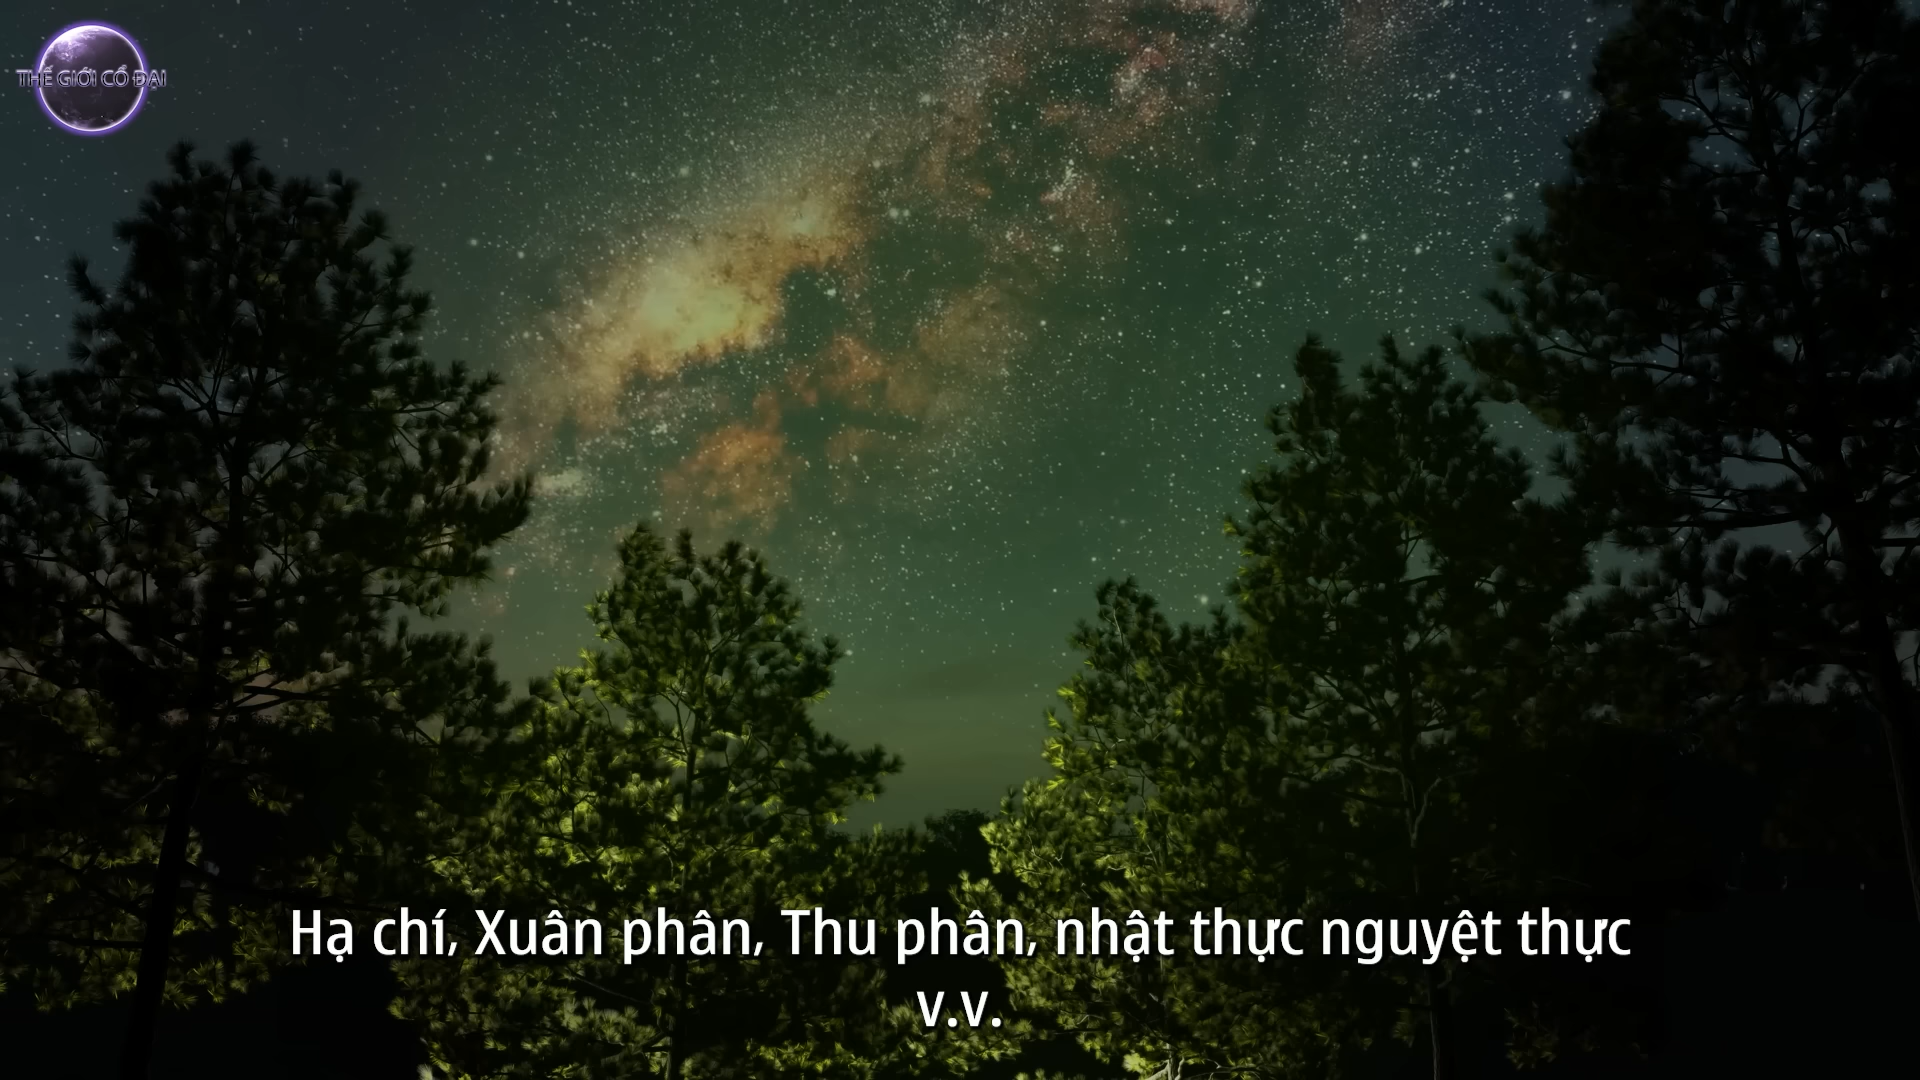 THẾ GIỚI CỔ ĐẠI
Hạ chí, Xuân phân, Thu phân, nhật thực nguyệt thực
v.v.